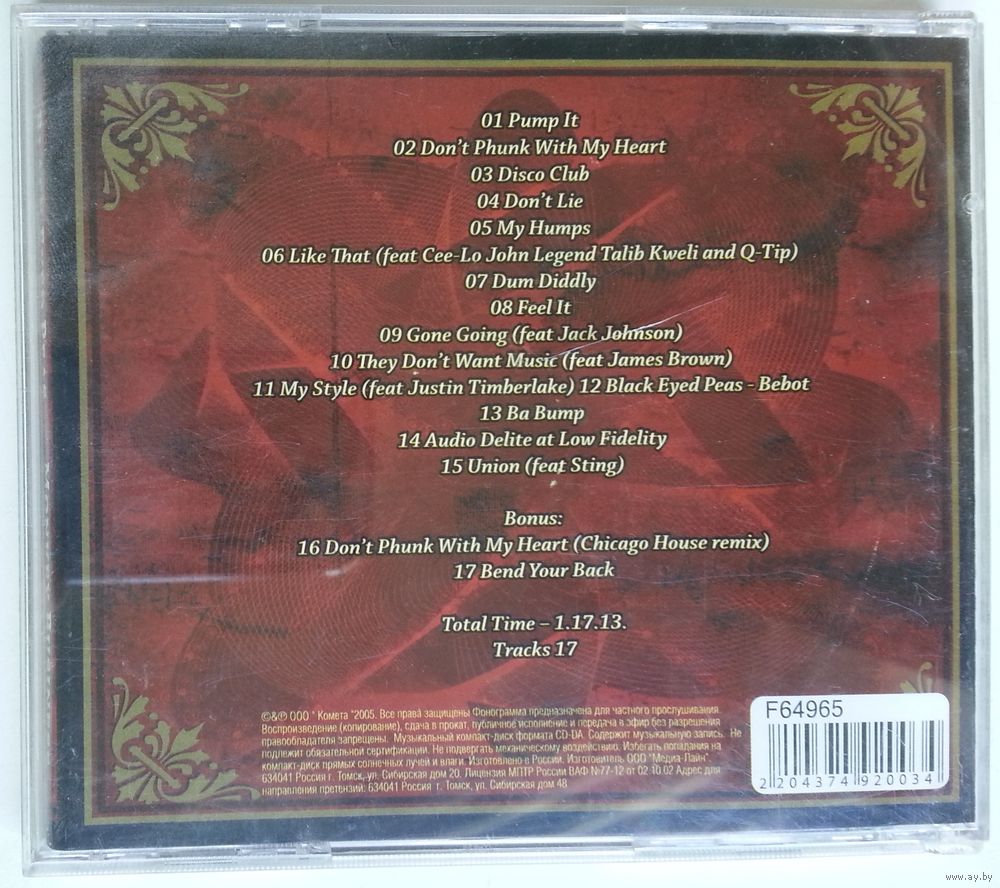 01 Pump It
02 Don't Phunk With My Heart
03 Disco Club
04 Don't Lie
05 My Humps
06 Like That (feat Cee-Lo John Legend Talib Kweli and Q-Tip)
07 Dum Diddly
08 Feel It
09 Gone Going (feat Jack Johnson)
10 They Don't Want Music (feat James Brown)
11 My Style (feat Justin Timberlake) 12 Black Eyed Peas - Bebot
13 Ba Bump
14 Audio Delite at Low Fidelity
15 Union (feat Sting)
Bonus:
16 Don't Phunk With My Heart (Chicago House remix)
17 Bend Your Back
Total Time – 1.17.13.
Tracks 17
©&℗ ООО " Комета "2005. Все права защищены Фонограмма предназначена для частного прослушивания.
Воспроизведение (копирование), сдача в прокат, публичное исполнение и передача в эфир без разрешения
правообладателя запрещены. Музыкальный компакт-диск формата CD-DA. Содержит музыкальную запись. Не
подлежит обязательной сертификации. Не подвергать механическому воздействию. Избегать попадания на
компакт-диск прямых солнечных лучей и влаги. Изготовлено в России. Изготовитель ООО "Медиа-Лайн".
634041 Россия г. Томск, ул. Сибирская дом 20. Лицензия МПТР России ВАФ №77-12 от 02.10.02 Адрес для
направления претензий: 634041 Россия г. Томск, ул. Сибирская дом 48
F64965
2204374920034
www.ay.by